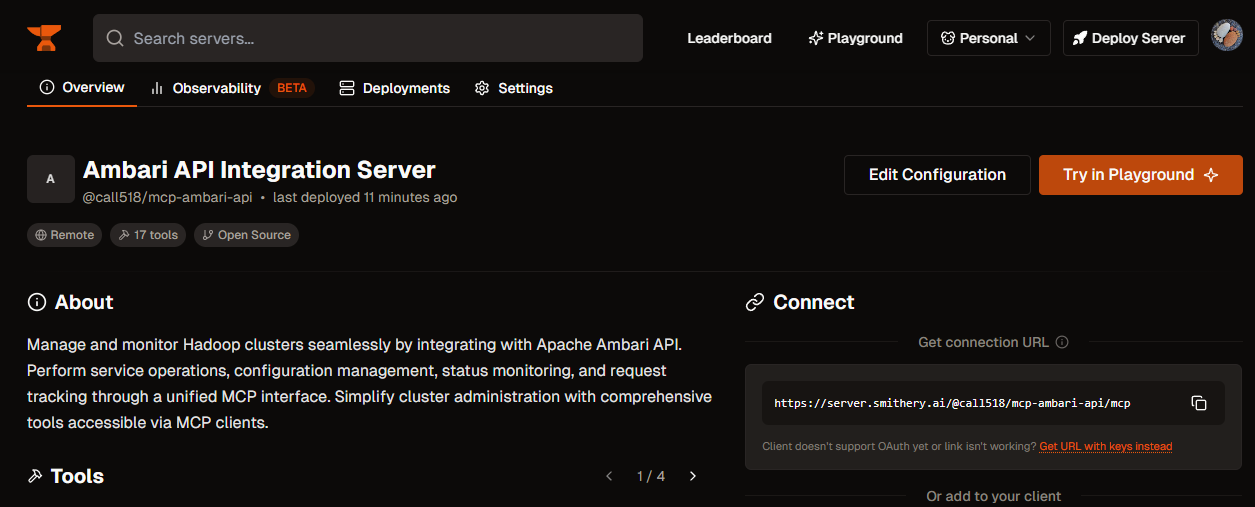 Search servers...
Leaderboard
Playground
Personal
Deploy Server
Overview
Observability BETA
Deployments
Settings
A
Ambari API Integration Server
@call518/mcp-ambari-api • last deployed 11 minutes ago
Edit Configuration
Try in Playground
Remote
17 tools
Open Source
About
Manage and monitor Hadoop clusters seamlessly by integrating with Apache Ambari API.
Perform service operations, configuration management, status monitoring, and request
tracking through a unified MCP interface. Simplify cluster administration with comprehensive
tools accessible via MCP clients.
Tools
1 / 4
Connect
Get connection URL
https://server.smithery.ai/@call518/mcp-ambari-api/mcp
Client doesn't support OAuth yet or link isn't working? Get URL with keys instead
Or add to your client